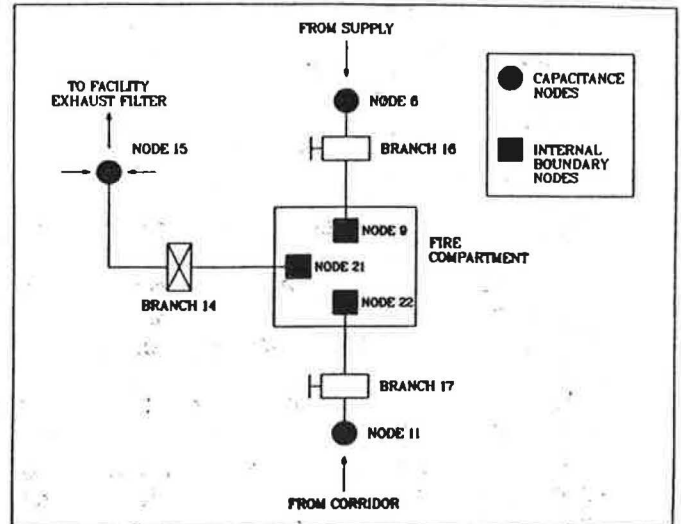 FROM SUPPLY
TO FACILITY
EXHAUST FILTER
NODE 6
CAPACITANCE
NODES
NODE 15
BRANCH 16
INTERNAL
BOUNDARY
NODES
NODE 9
FIRE
COMPARTMENT
NODE 21
BRANCH 14
NODE 22
BRANCH 17
NODE 11
FROM CORRIDOR